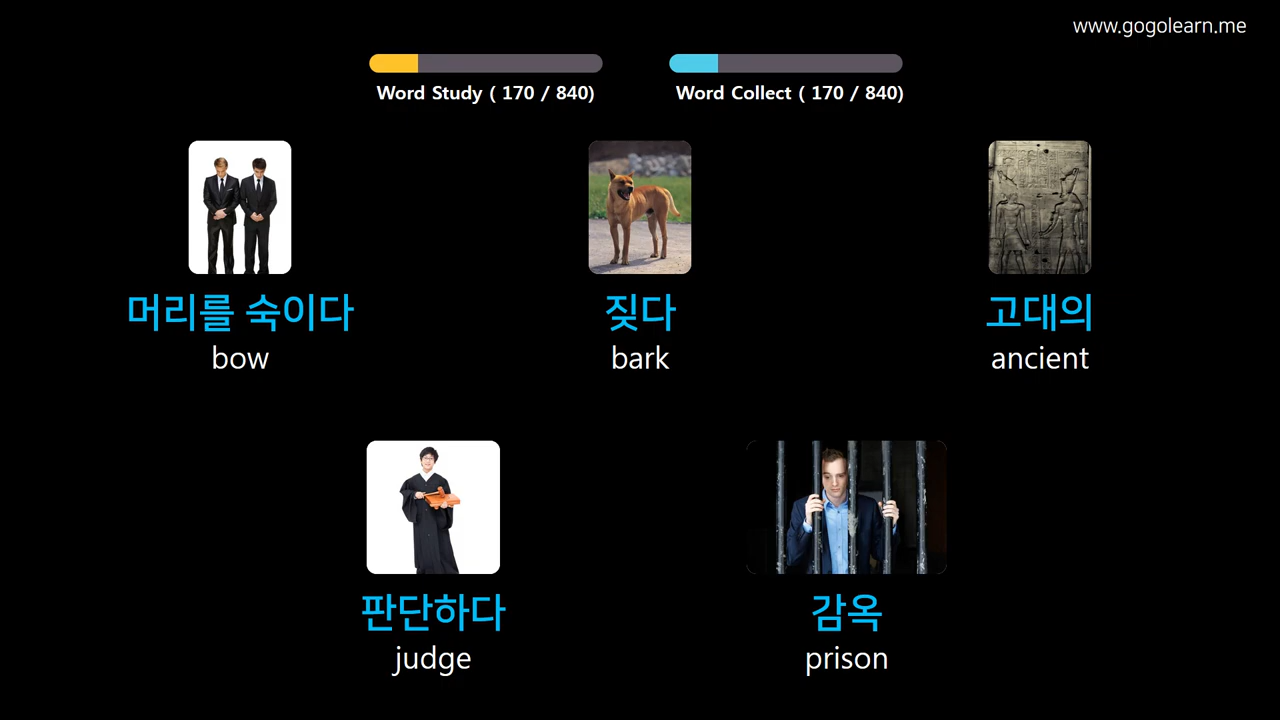 www.gogolearn.me
Word Study ( 170 / 840)
Word Collect ( 170 / 840)
머리를 숙이다
bow
짖다
bark
고대의
ancient
판단하다
judge
감옥
prison